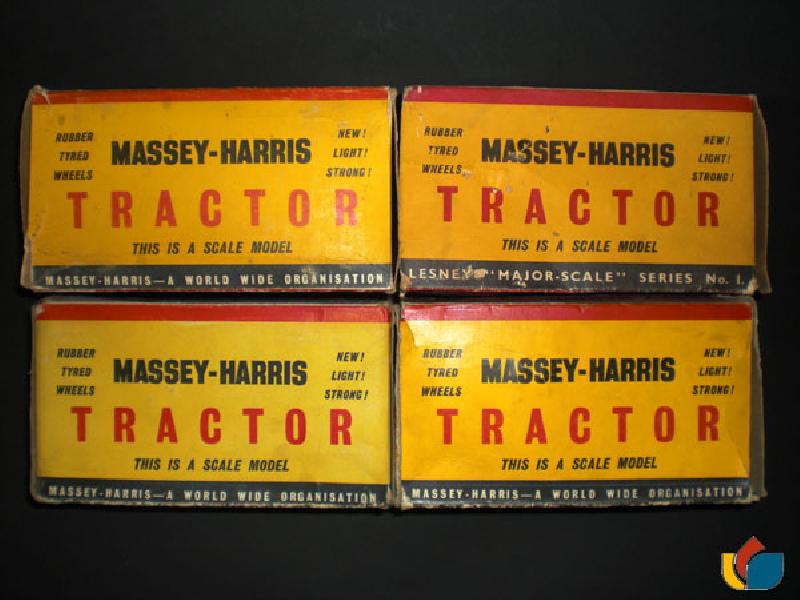 RUBBER
TYRED
WHEELS
MASSEY-HARRIS
NEW!
LIGHT!
STRONG!
TRACTOR
THIS IS A SCALE MODEL
MASSEY-HARRIS—A WORLD WIDE ORGANISATION
RUBBER
TYRED
WHEELS
MASSEY-HARRIS
NEW!
LIGHT!
STRONG!
TRACTOR
THIS IS A SCALE MODEL
LESNEY "MAJOR-SCALE" SERIES No. 1.
RUBBER
TYRED
WHEELS
MASSEY-HARRIS
NEW!
LIGHT!
STRONG!
TRACTOR
THIS IS A SCALE MODEL
MASSEY-HARRIS—A WORLD WIDE ORGANISATION
RUBBER
TYRED
WHEELS
MASSEY-HARRIS
NEW!
LIGHT!
STRONG!
TRACTOR
THIS IS A SCALE MODEL
MASSEY-HARRIS—A WORLD WIDE ORGANISATION